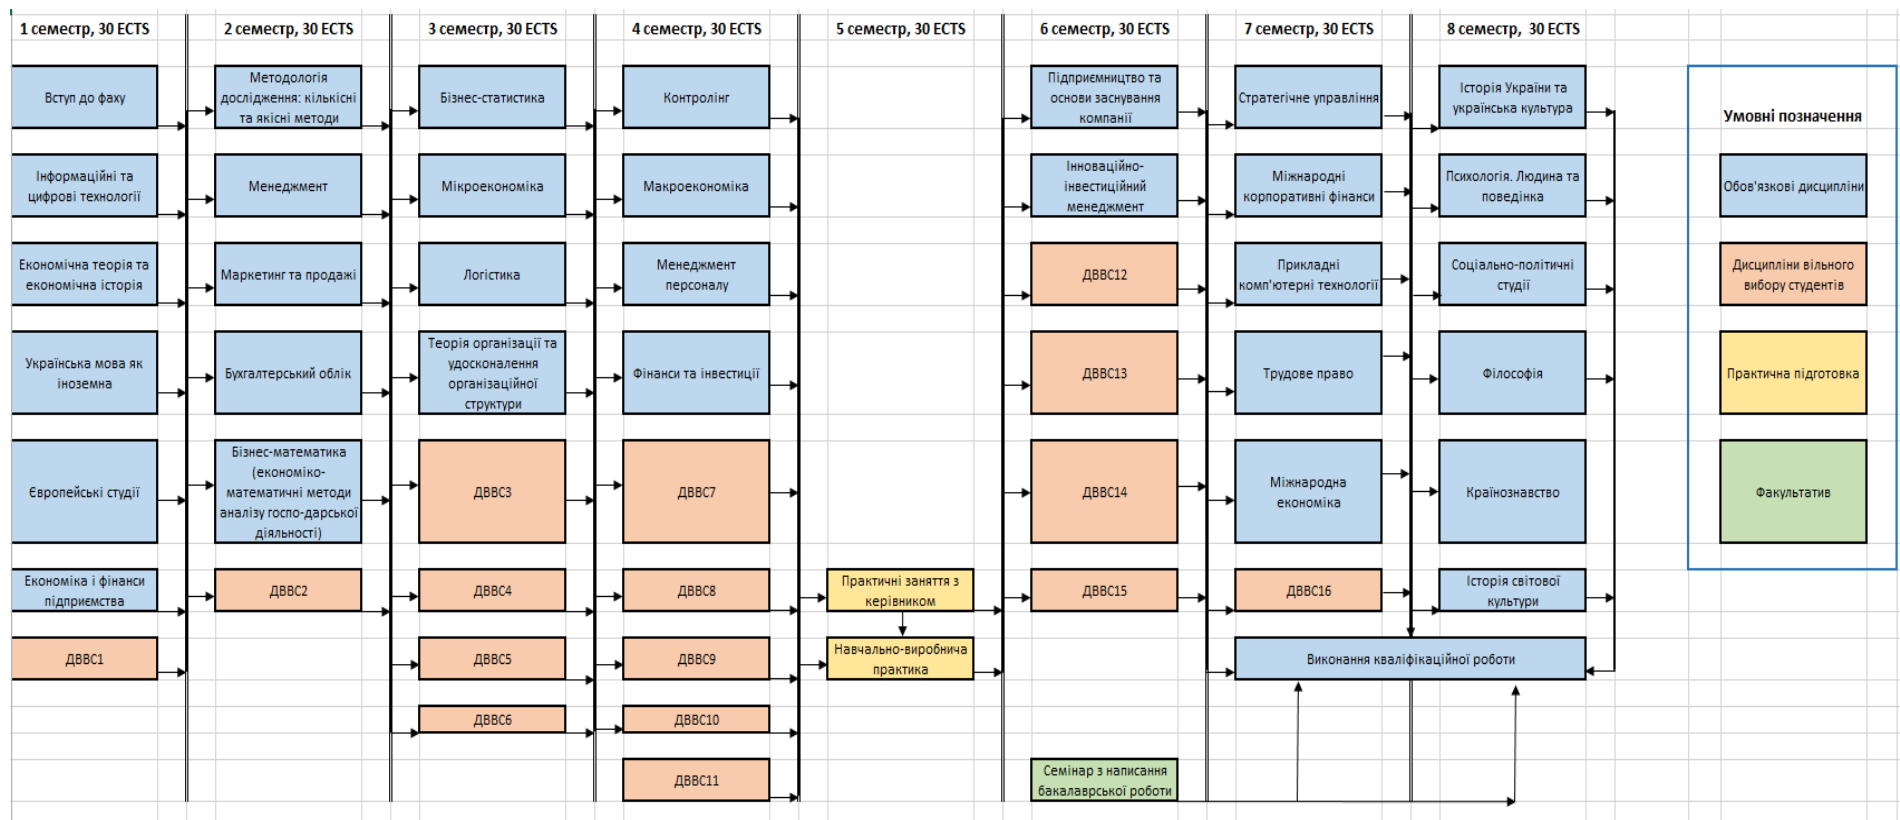 1 семестр, 30 ECTS
2 семестр, 30 ECTS
3 семестр, 30 ECTS
4 семестр, 30 ECTS
5 семестр, 30 ECTS
6 семестр, 30 ECTS
7 семестр, 30 ECTS
8 семестр, 30 ECTS
Вступ до фаху
Інформаційні та
цифрові технології
Економічна теорія та
економічна історія
Українська мова як
іноземна
Європейські студії
Економіка і фінанси
підприємства
ДВВС1
Методологія
дослідження: кількісні
та якісні методи
Менеджмент
Маркетинг та продажі
Бухгалтерський облік
Бізнес-математика
(економіко-
математичні методи
аналізу госпо-дарської
діяльності)
ДВВС2
Бізнес-статистика
Мікроекономіка
Логістика
Теорія організації та
удосконалення
організаційної
структури
ДВВС3
ДВВС4
ДВВС5
ДВВС6
Контролінг
Макроекономіка
Менеджмент
персоналу
Фінанси та інвестиції
ДВВС7
ДВВС8
ДВВС9
ДВВС10
ДВВС11
Практичні заняття з
керівником
Навчально-виробнича
практика
Підприємництво та
основи заснування
компанії
Інноваційно-
інвестиційний
менеджмент
ДВВС12
ДВВС13
ДВВС14
ДВВС15
Семінар з написання
бакалаврської роботи
Стратегічне управління
Міжнародні
корпоративні фінанси
Прикладні
комп'ютерні технології
Трудове право
Міжнародна
економіка
ДВВС16
Виконання кваліфікаційної роботи
Історія України та
українська культура
Психологія. Людина та
поведінка
Соціально-політичні
студії
Філософія
Країнознавство
Історія світової
культури
Умовні позначення
Обов'язкові дисципліни
Дисципліни вільного
вибору студентів
Практична підготовка
Факультатив